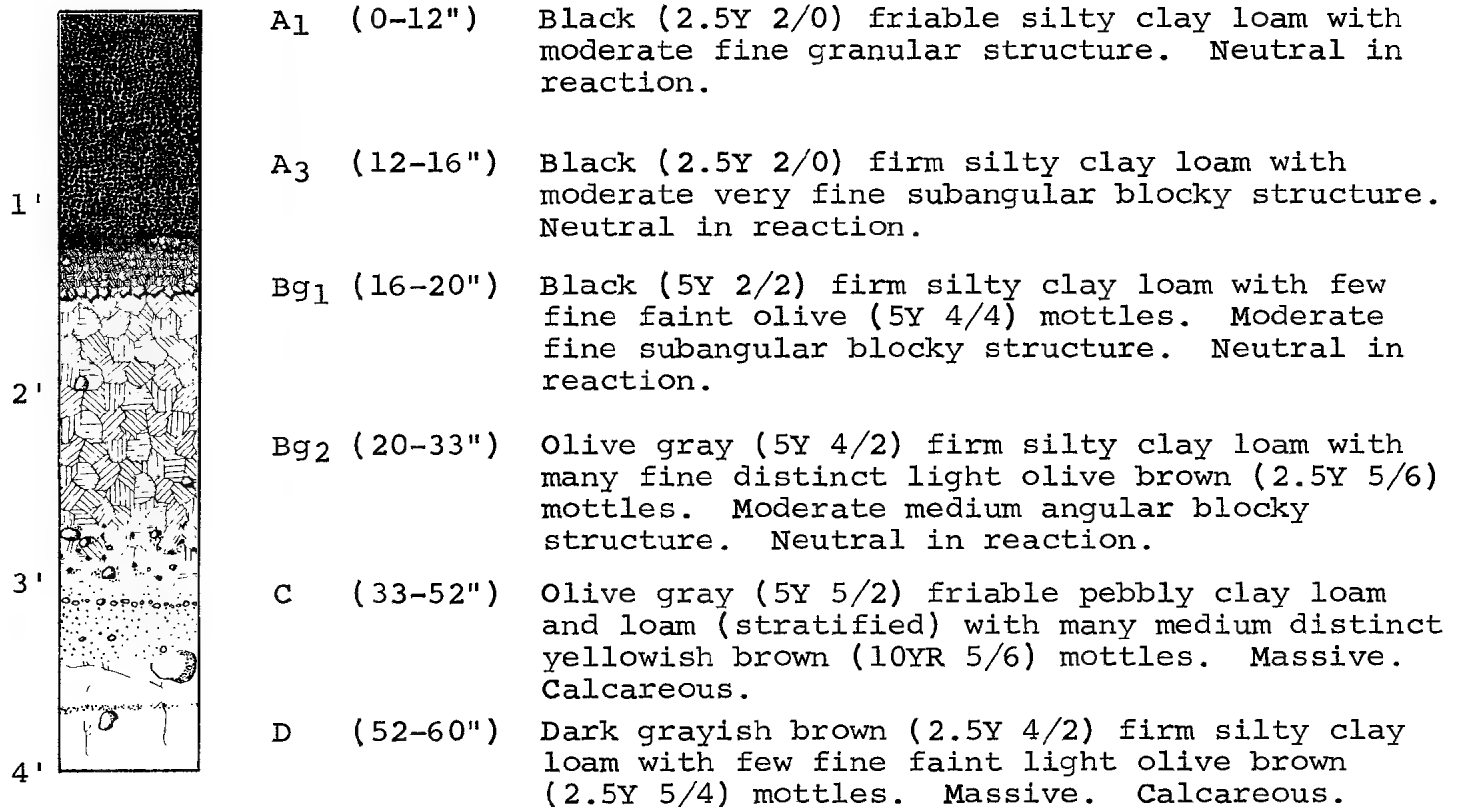 A1 (0-12") Black (2.5Y 2/0) friable silty clay loam with
moderate fine granular structure. Neutral in
reaction.
A3 (12-16") Black (2.5Y 2/0) firm silty clay loam with
1' moderate very fine subangular blocky structure.
Neutral in reaction.
Bg1 (16-20") Black (5Y 2/2) firm silty clay loam with few
fine faint olive (5Y 4/4) mottles. Moderate
fine subangular blocky structure. Neutral in
2' reaction.
Bg2 (20-33") Olive gray (5Y 4/2) firm silty clay loam with
many fine distinct light olive brown (2.5Y 5/6)
mottles. Moderate medium angular blocky
structure. Neutral in reaction.
3' C (33-52") Olive gray (5Y 5/2) friable pebbly clay loam
and loam (stratified) with many medium distinct
yellowish brown (10YR 5/6) mottles. Massive.
Calcareous.
D (52-60") Dark grayish brown (2.5Y 4/2) firm silty clay
4' loam with few fine faint light olive brown
(2.5Y 5/4) mottles. Massive. Calcareous.